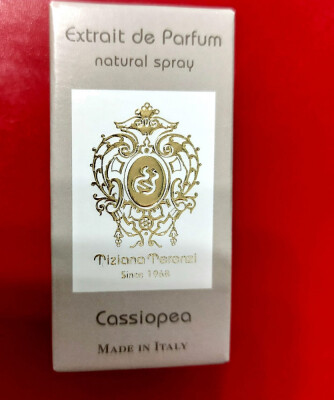 Extrait de Parfum
natural spray
Tiziana Terenzi
Since 1968
Cassiopea
MADE IN ITALY